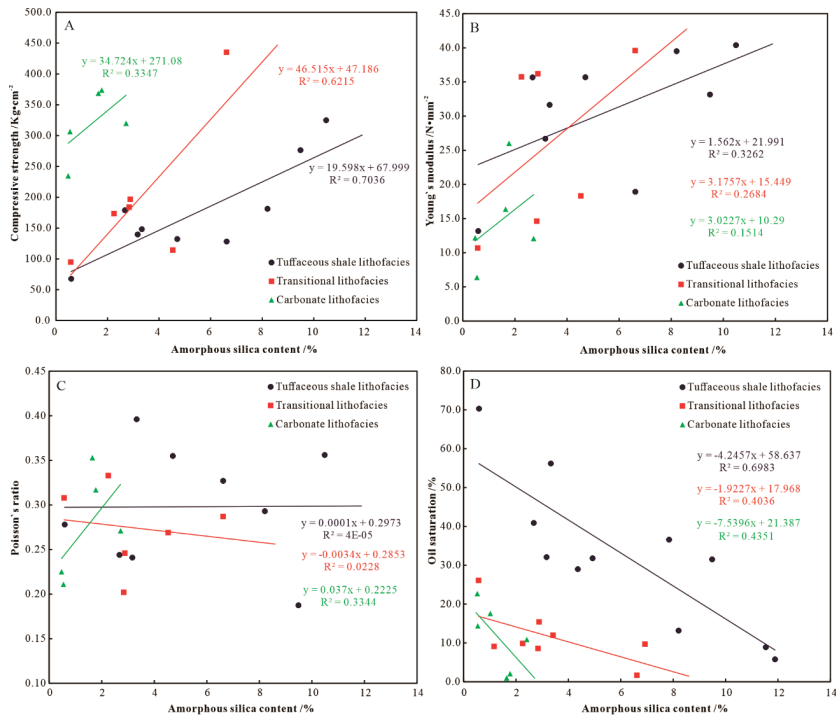 A
500.0
450.0
400.0
350.0
300.0
250.0
200.0
150.0
100.0
50.0
0.0
Compressive strength /Kg•cm⁻²
y = 34.724x + 271.08
R² = 0.3347
y = 46.515x + 47.186
R² = 0.6215
y = 19.598x + 67.999
R² = 0.7036
Tuffaceous shale lithofacies
Transitional lithofacies
Carbonate lithofacies
0 2 4 6 8 10 12 14
Amorphous silica content /%
B
45.0
40.0
35.0
30.0
25.0
20.0
15.0
10.0
5.0
0.0
Young`s modulus /N•mm⁻²
y = 1.562x + 21.991
R² = 0.3262
y = 3.1757x + 15.449
R² = 0.2684
y = 3.0227x + 10.29
R² = 0.1514
Tuffaceous shale lithofacies
Transitional lithofacies
Carbonate lithofacies
0 2 4 6 8 10 12 14
Amorphous silica content /%
C
0.45
0.40
0.35
0.30
0.25
0.20
0.15
0.10
Poisson`s ratio
Tuffaceous shale lithofacies
Transitional lithofacies
Carbonate lithofacies
y = 0.0001x + 0.2973
R² = 4E-05
y = -0.0034x + 0.2853
R² = 0.0228
y = 0.037x + 0.2225
R² = 0.3344
0 2 4 6 8 10 12 14
Amorphous silica content /%
D
80.0
70.0
60.0
50.0
40.0
30.0
20.0
10.0
0.0
Oil saturation /%
Tuffaceous shale lithofacies
Transitional lithofacies
Carbonate lithofacies
y = -4.2457x + 58.637
R² = 0.6983
y = -1.9227x + 17.968
R² = 0.4036
y = -7.5396x + 21.387
R² = 0.4351
0 2 4 6 8 10 12 14
Amorphous silica content /%